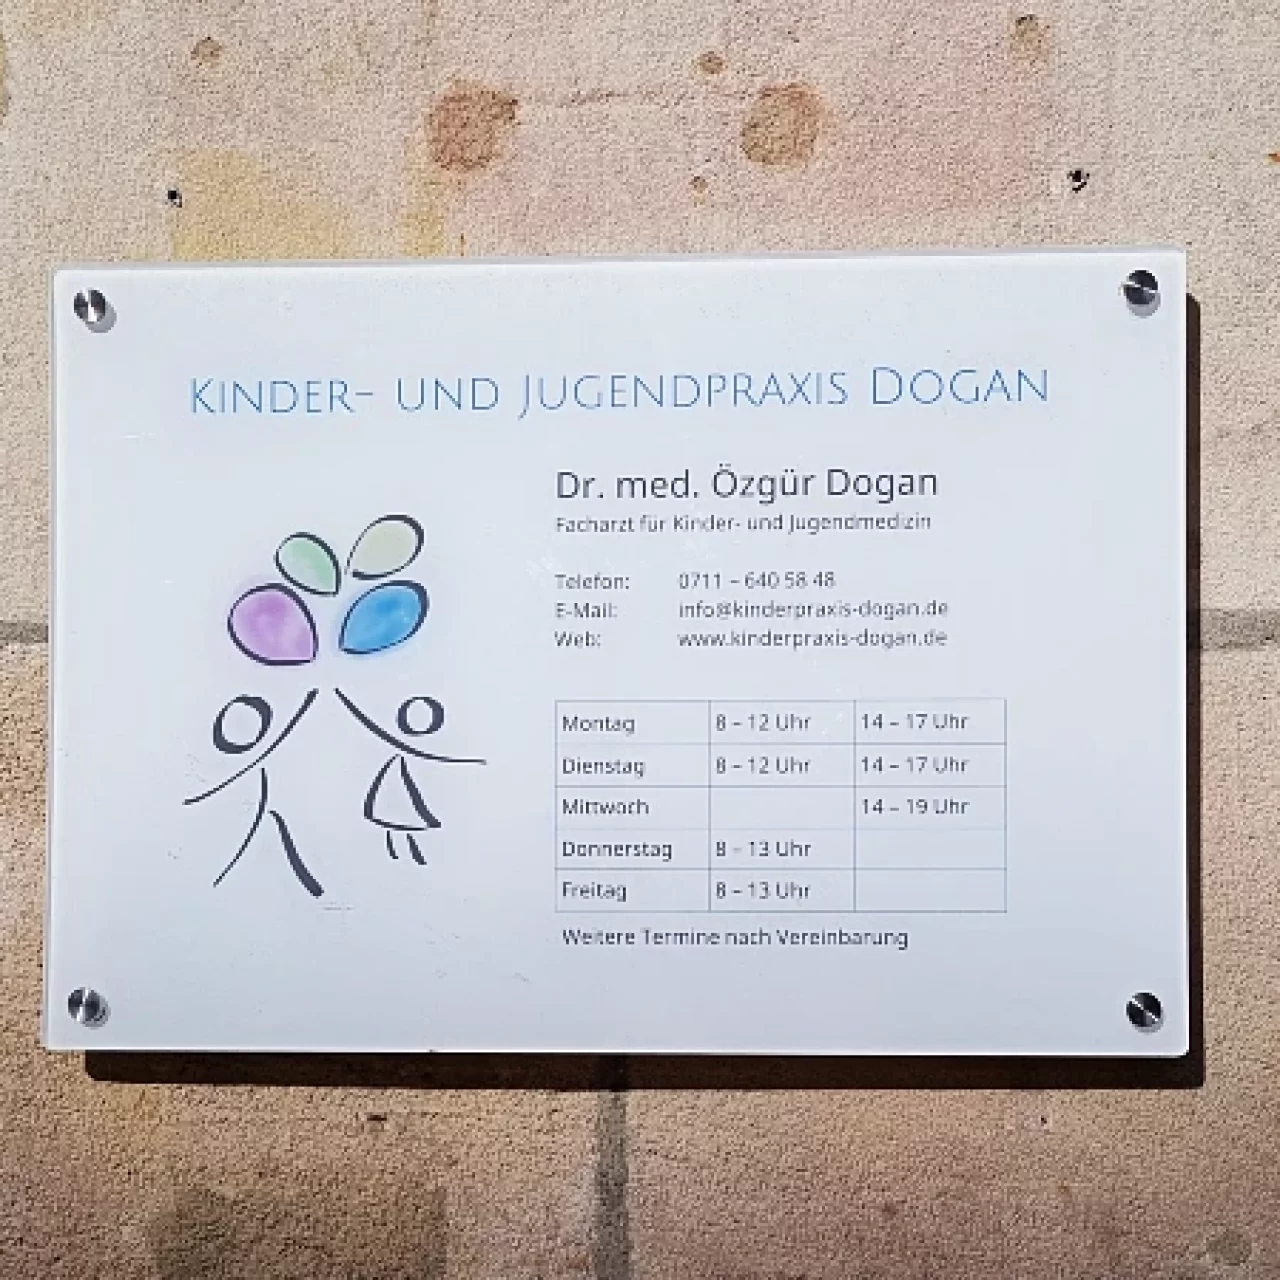 Kinder- und Jugendpraxis Dogan
Dr. med. Özgür Dogan
Facharzt für Kinder- und Jugendmedizin
Telefon: 0711 – 640 58 48
E-Mail: info@kinderpraxis-dogan.de
Web: www.kinderpraxis-dogan.de
Montag 8 – 12 Uhr 14 – 17 Uhr
Dienstag 8 – 12 Uhr 14 – 17 Uhr
Mittwoch 14 – 19 Uhr
Donnerstag 8 – 13 Uhr
Freitag 8 – 13 Uhr
Weitere Termine nach Vereinbarung